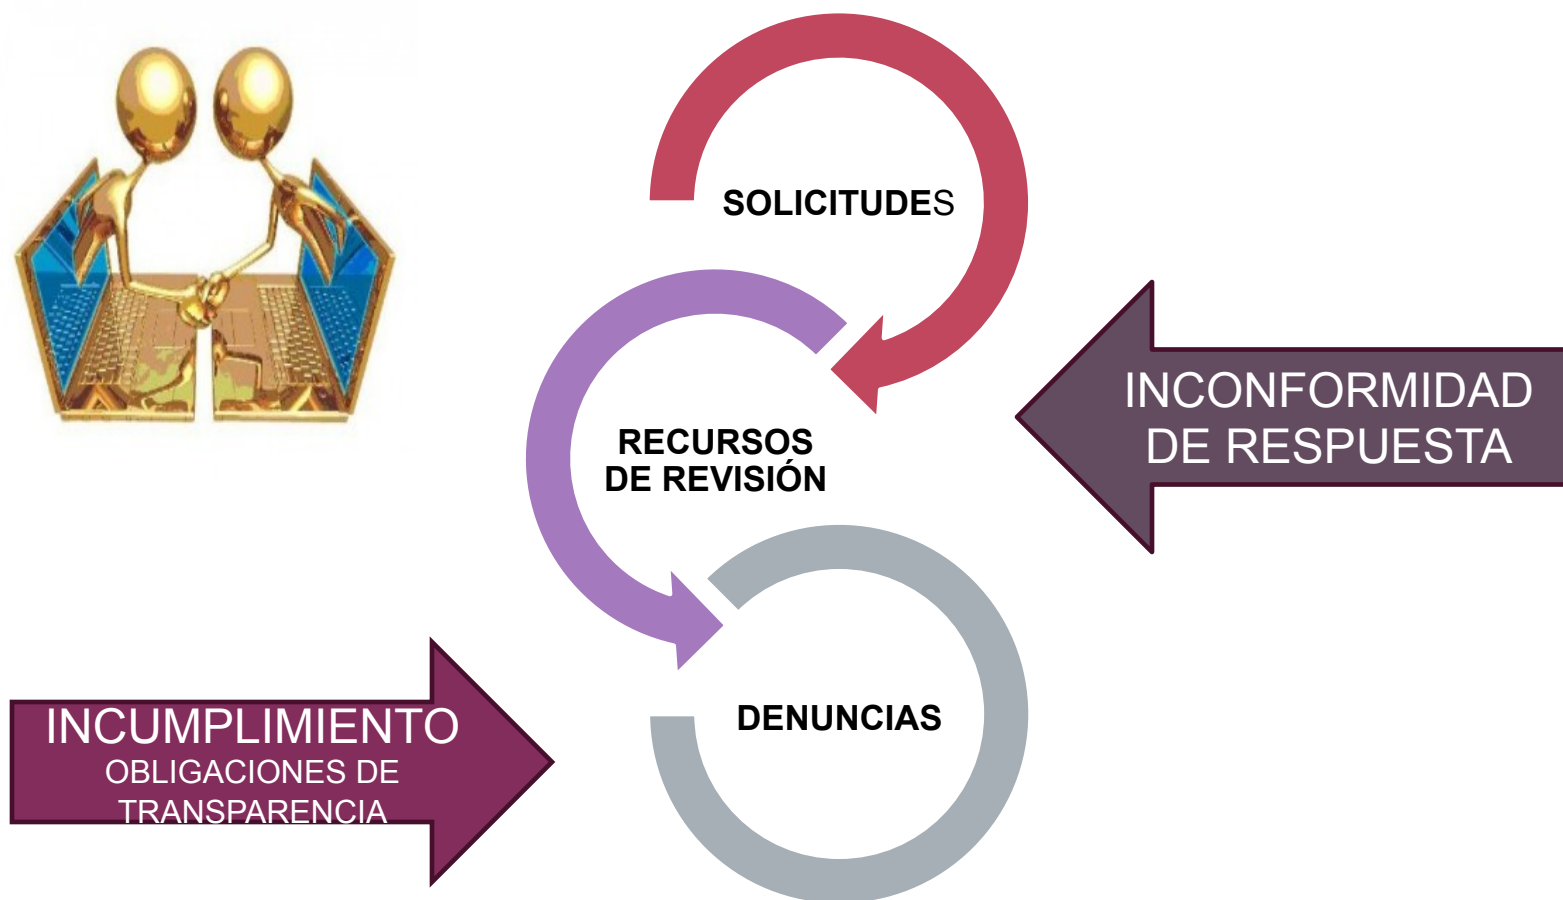 SOLICITUDES
RECURSOS
DE REVISIÓN
INCONFORMIDAD
DE RESPUESTA
DENUNCIAS
INCUMPLIMIENTO
OBLIGACIONES DE
TRANSPARENCIA